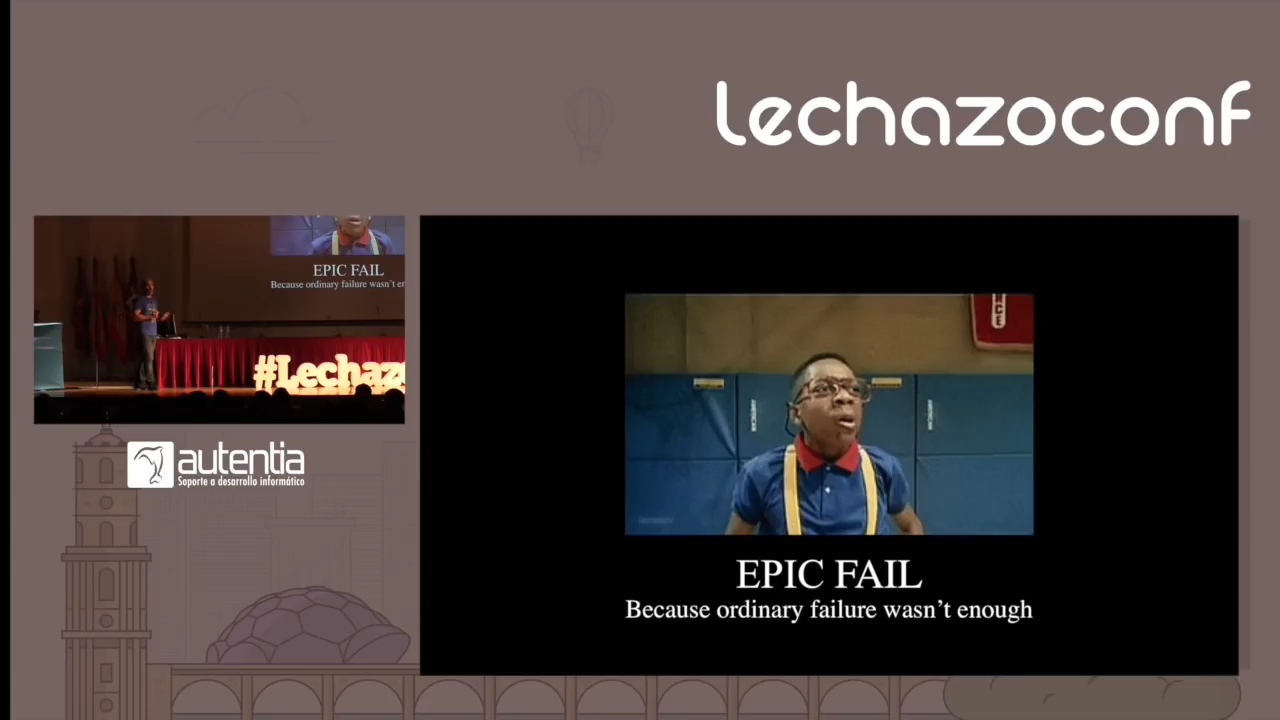 lechazoconf
EPIC FAIL
Because ordinary failure wasn't er
#Lechaz
autentia
Soporte a desarrollo informático
EPIC FAIL
Because ordinary failure wasn't enough